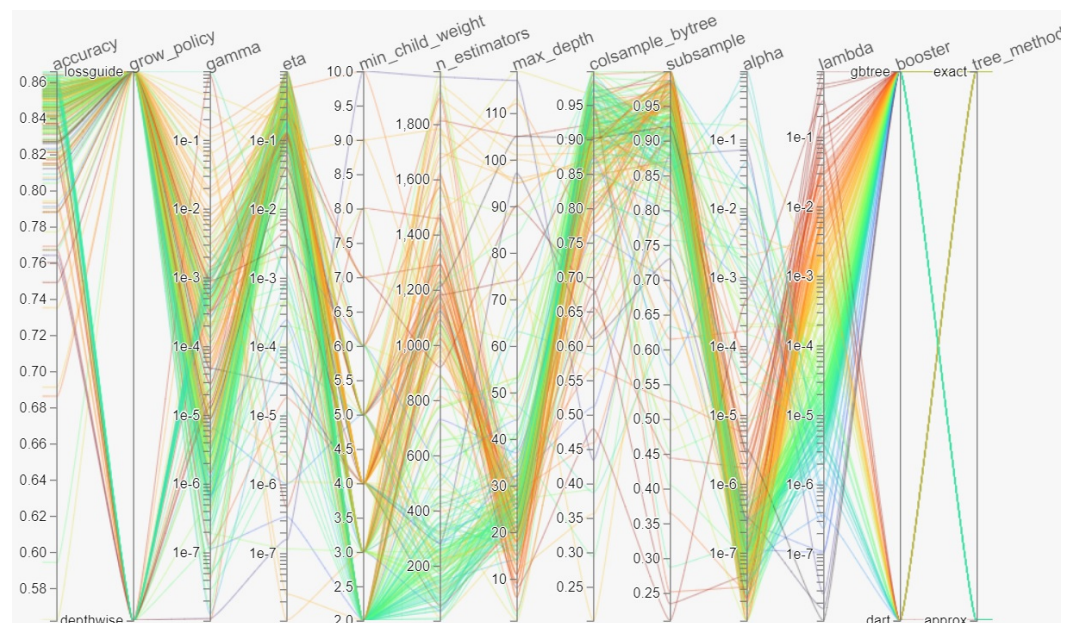 accuracy
grow_policy
gamma
eta
min_child_weight
n_estimators
max_depth
colsample_bytree
subsample
alpha
lambda
booster
tree_method
0.86
0.84
0.82
0.80
0.78
0.76
0.74
0.72
0.70
0.68
0.66
0.64
0.62
0.60
0.58
lossguide
depthwise
1e-1
1e-2
1e-3
1e-4
1e-5
1e-6
1e-7
1e-1
1e-2
1e-3
1e-4
1e-5
1e-6
1e-7
10.0
9.5
9.0
8.5
8.0
7.5
7.0
6.5
6.0
5.5
5.0
4.5
4.0
3.5
3.0
2.5
2.0
1,800
1,600
1,400
1,200
1,000
800
600
400
200
110
100
90
80
70
60
50
40
30
20
10
0.95
0.90
0.85
0.80
0.75
0.70
0.65
0.60
0.55
0.50
0.45
0.40
0.35
0.30
0.25
0.95
0.90
0.85
0.80
0.75
0.70
0.65
0.60
0.55
0.50
0.45
0.40
0.35
0.30
0.25
1e-1
1e-2
1e-3
1e-4
1e-5
1e-6
1e-7
1e-1
1e-2
1e-3
1e-4
1e-5
1e-6
1e-7
gbtree
dart
exact
approx